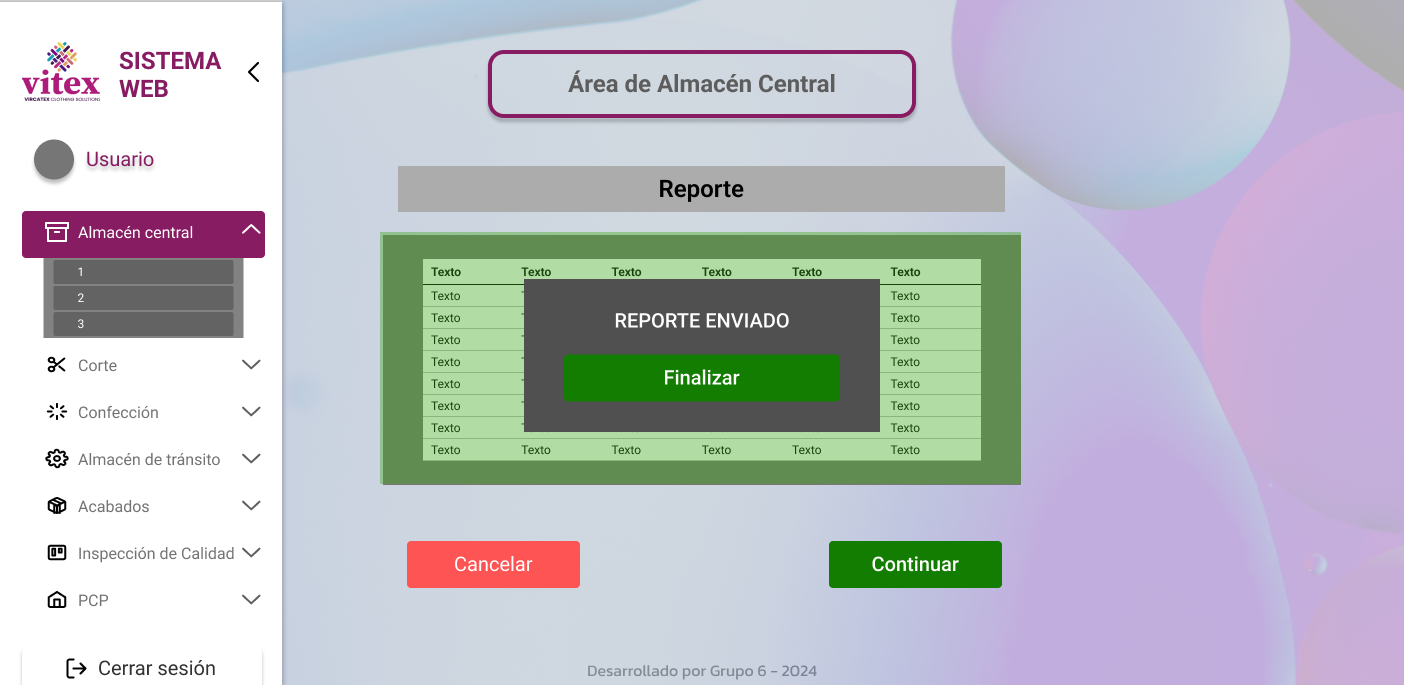 vitex
VIRCATEX CLOTHING SOLUTIONS
SISTEMA
WEB
Usuario
Almacén central
1
2
3
Corte
Confección
Almacén de tránsito
Acabados
Inspección de Calidad
PCP
Cerrar sesión
Área de Almacén Central
Reporte
Texto Texto Texto Texto Texto Texto
Texto Texto
Texto Texto
Texto Texto
Texto Texto
Texto Texto
Texto Texto
Texto Texto
Texto Texto Texto Texto Texto Texto
REPORTE ENVIADO
Finalizar
Cancelar
Continuar
Desarrollado por Grupo 6 - 2024